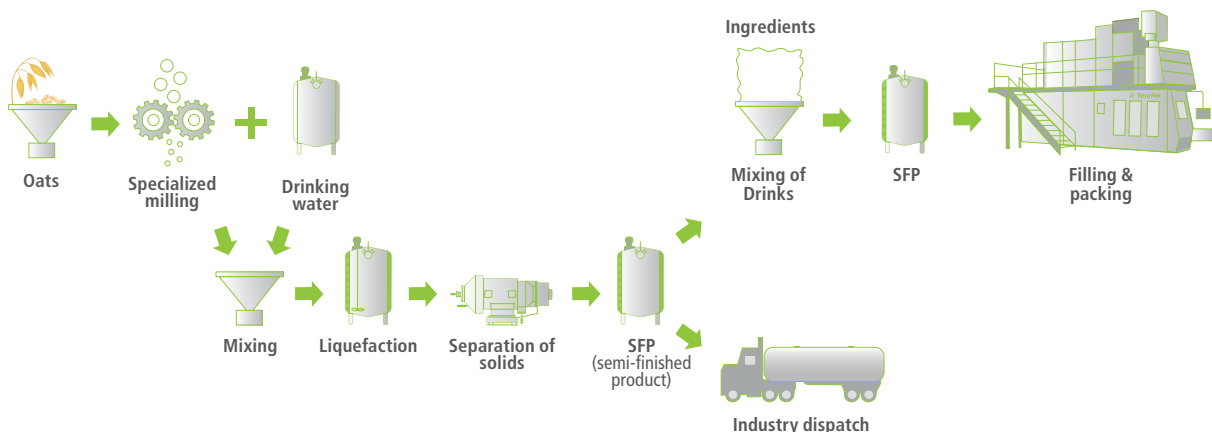 Ingredients
Oats
Specialized
milling
Drinking
water
Mixing of
Drinks
SFP
Filling &
packing
Mixing
Liquefaction
Separation of
solids
SFP
(semi-finished
product)
Industry dispatch